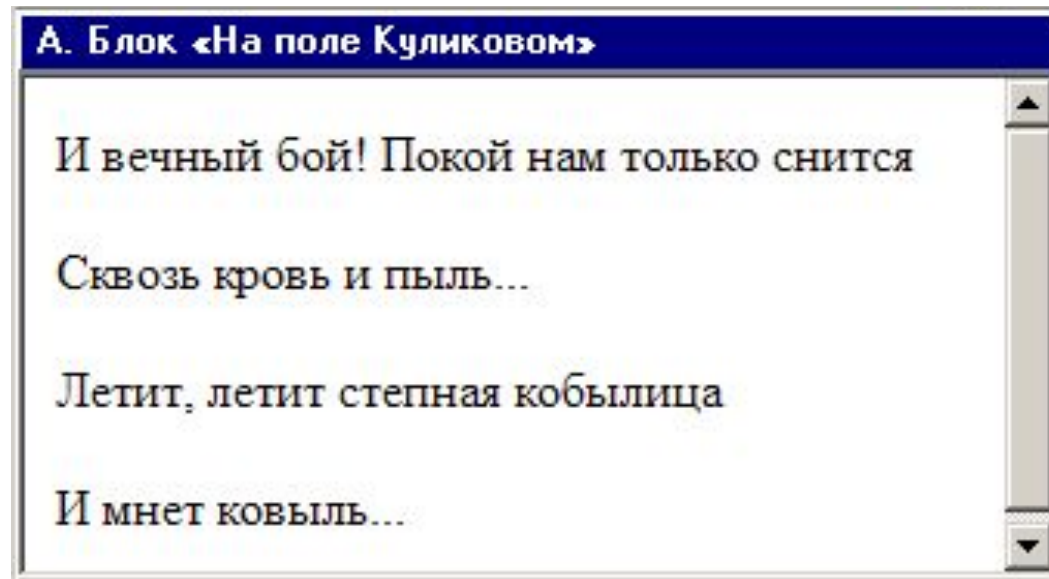 А. Блок «На поле Куликовом»
И вечный бой! Покой нам только снится
Сквозь кровь и пыль...
Летит, летит степная кобылица
И мнет ковыль...